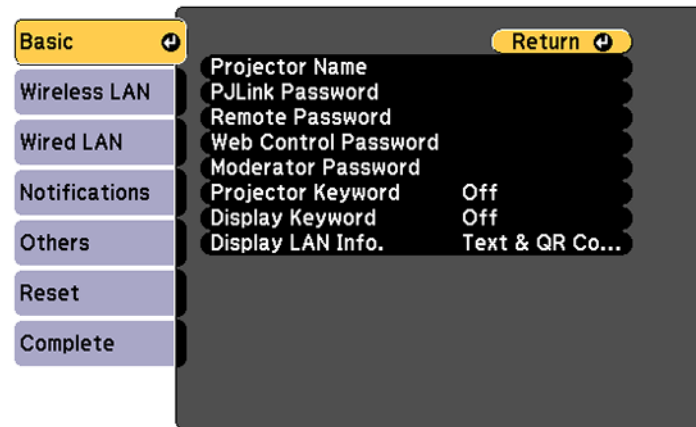 Basic
Wireless LAN
Wired LAN
Notifications
Others
Reset
Complete
Return
Projector Name
PJLink Password
Remote Password
Web Control Password
Moderator Password
Projector Keyword Off
Display Keyword Off
Display LAN Info. Text & QR Co...